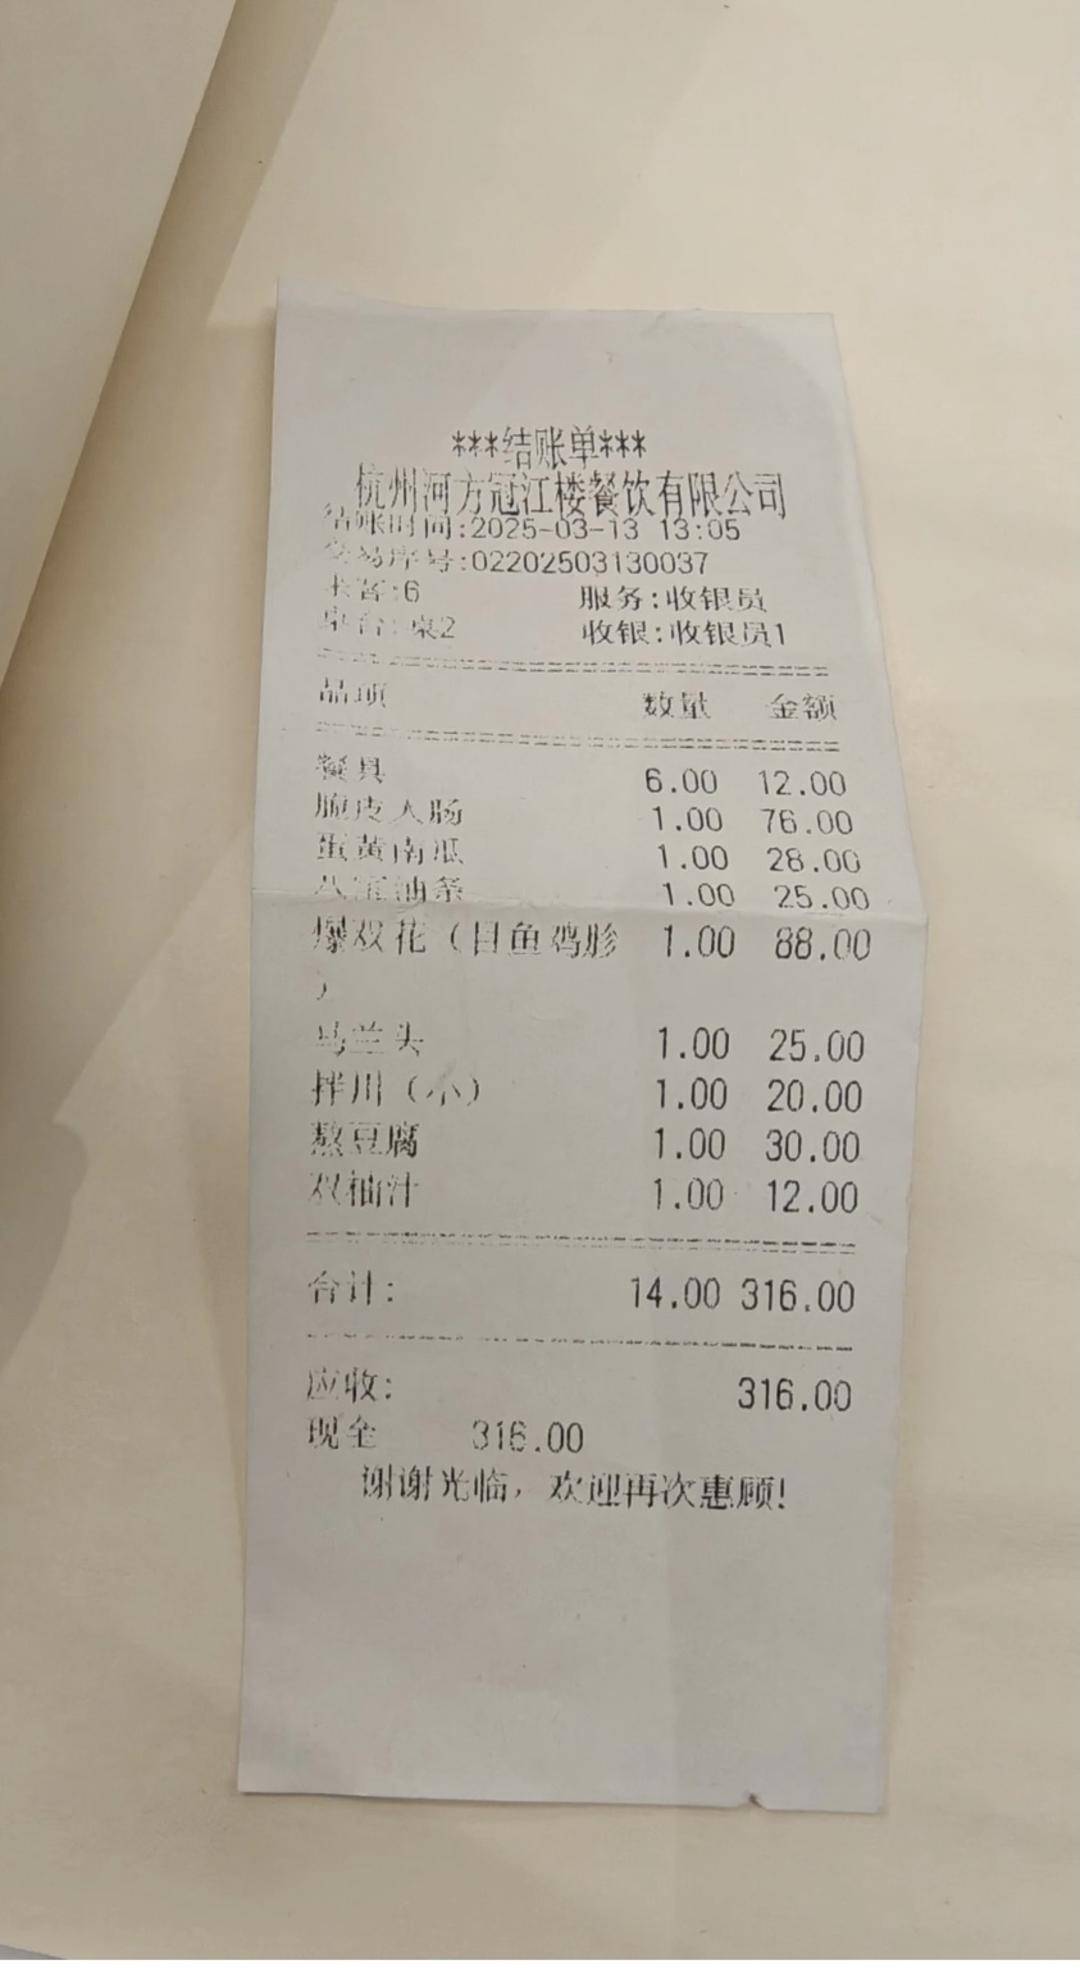 ***结账单***
杭州河方冠江楼餐饮有限公司
结账时间:2025-03-13 13:05
交易序号:02202503130037
来客:6 服务:收银员
桌台:桌2 收银:收银员1
品项 数量 金额
餐具 6.00 12.00
脆皮大肠 1.00 76.00
蛋黄南瓜 1.00 28.00
八宝油条 1.00 25.00
爆双花（目鱼鸡胗 1.00 88.00
）
马兰头 1.00 25.00
拌川（小） 1.00 20.00
熬豆腐 1.00 30.00
双柚汁 1.00 12.00
合计: 14.00 316.00
应收: 316.00
现金 316.00
谢谢光临，欢迎再次惠顾!